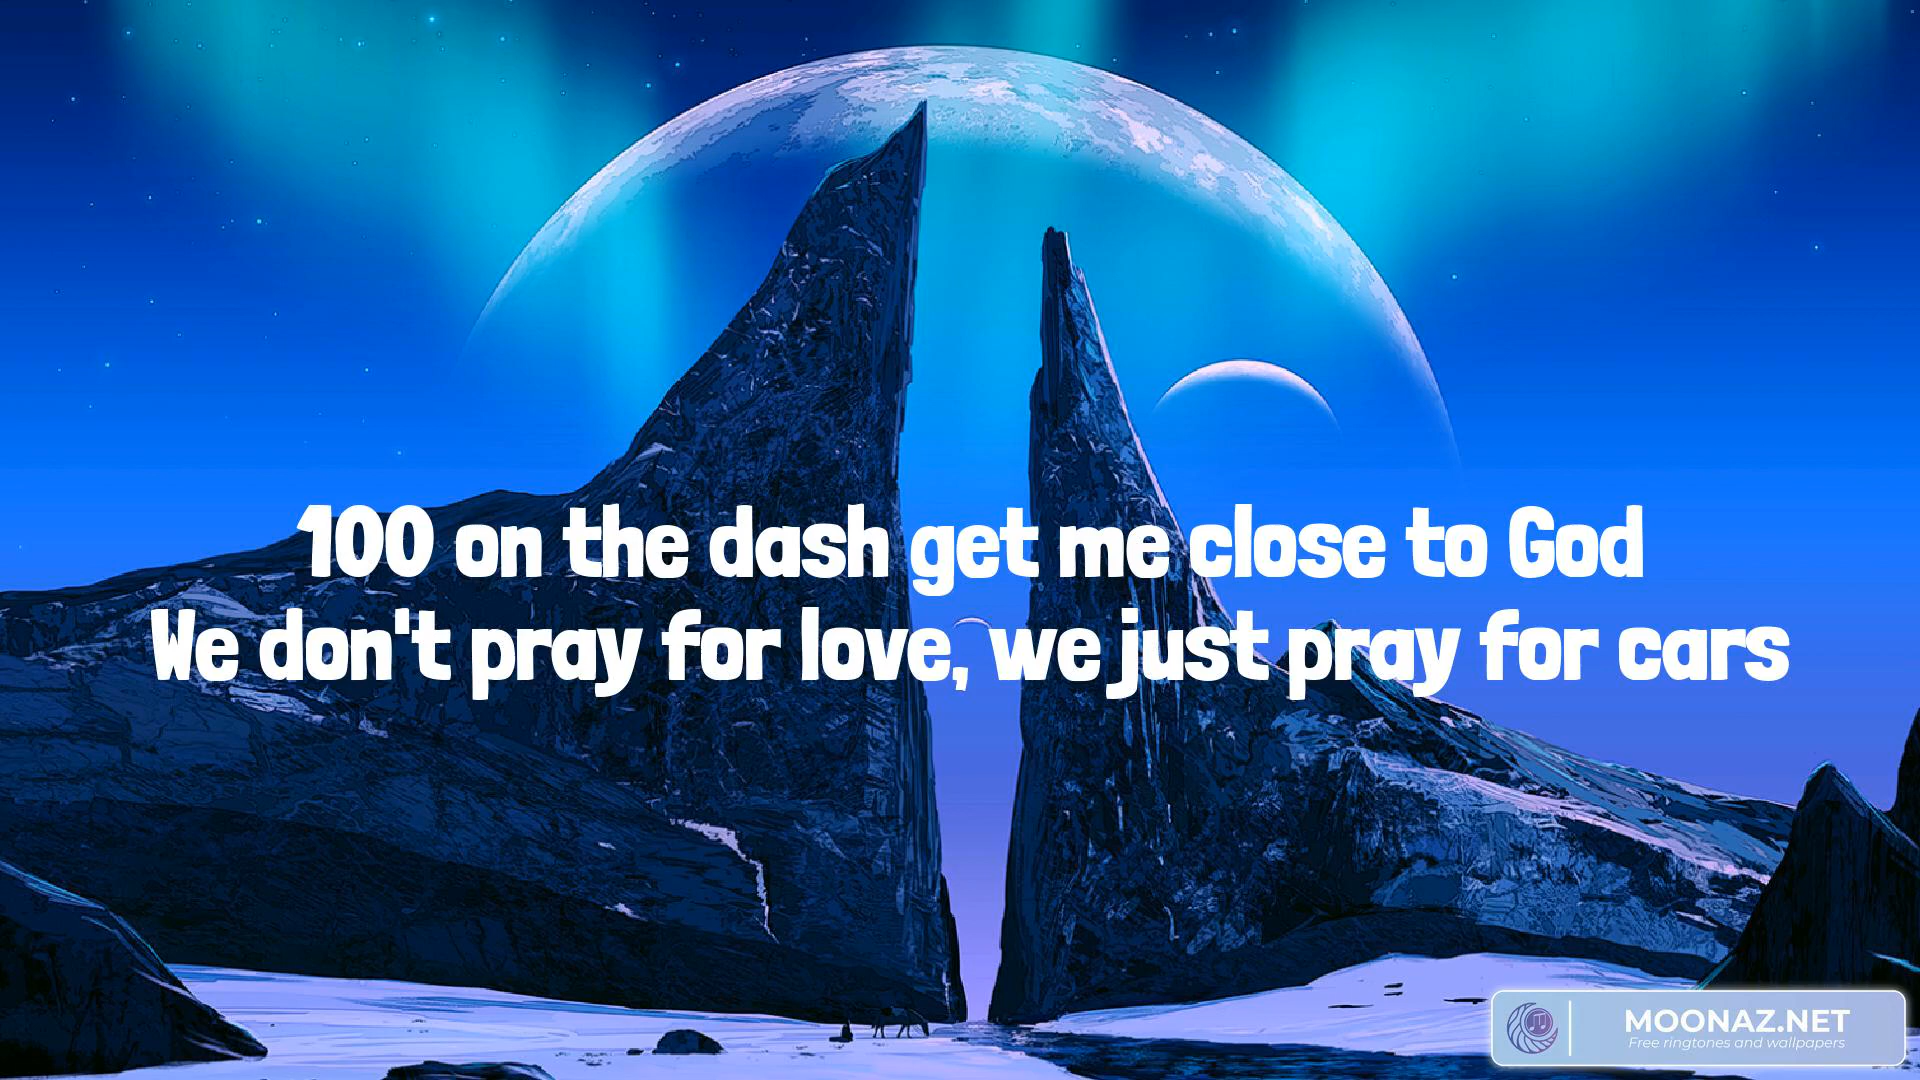 100 on the dash get me close to God
We don't pray for love, we just pray for cars
MOONAZ.NET
Free ringtones and wallpapers